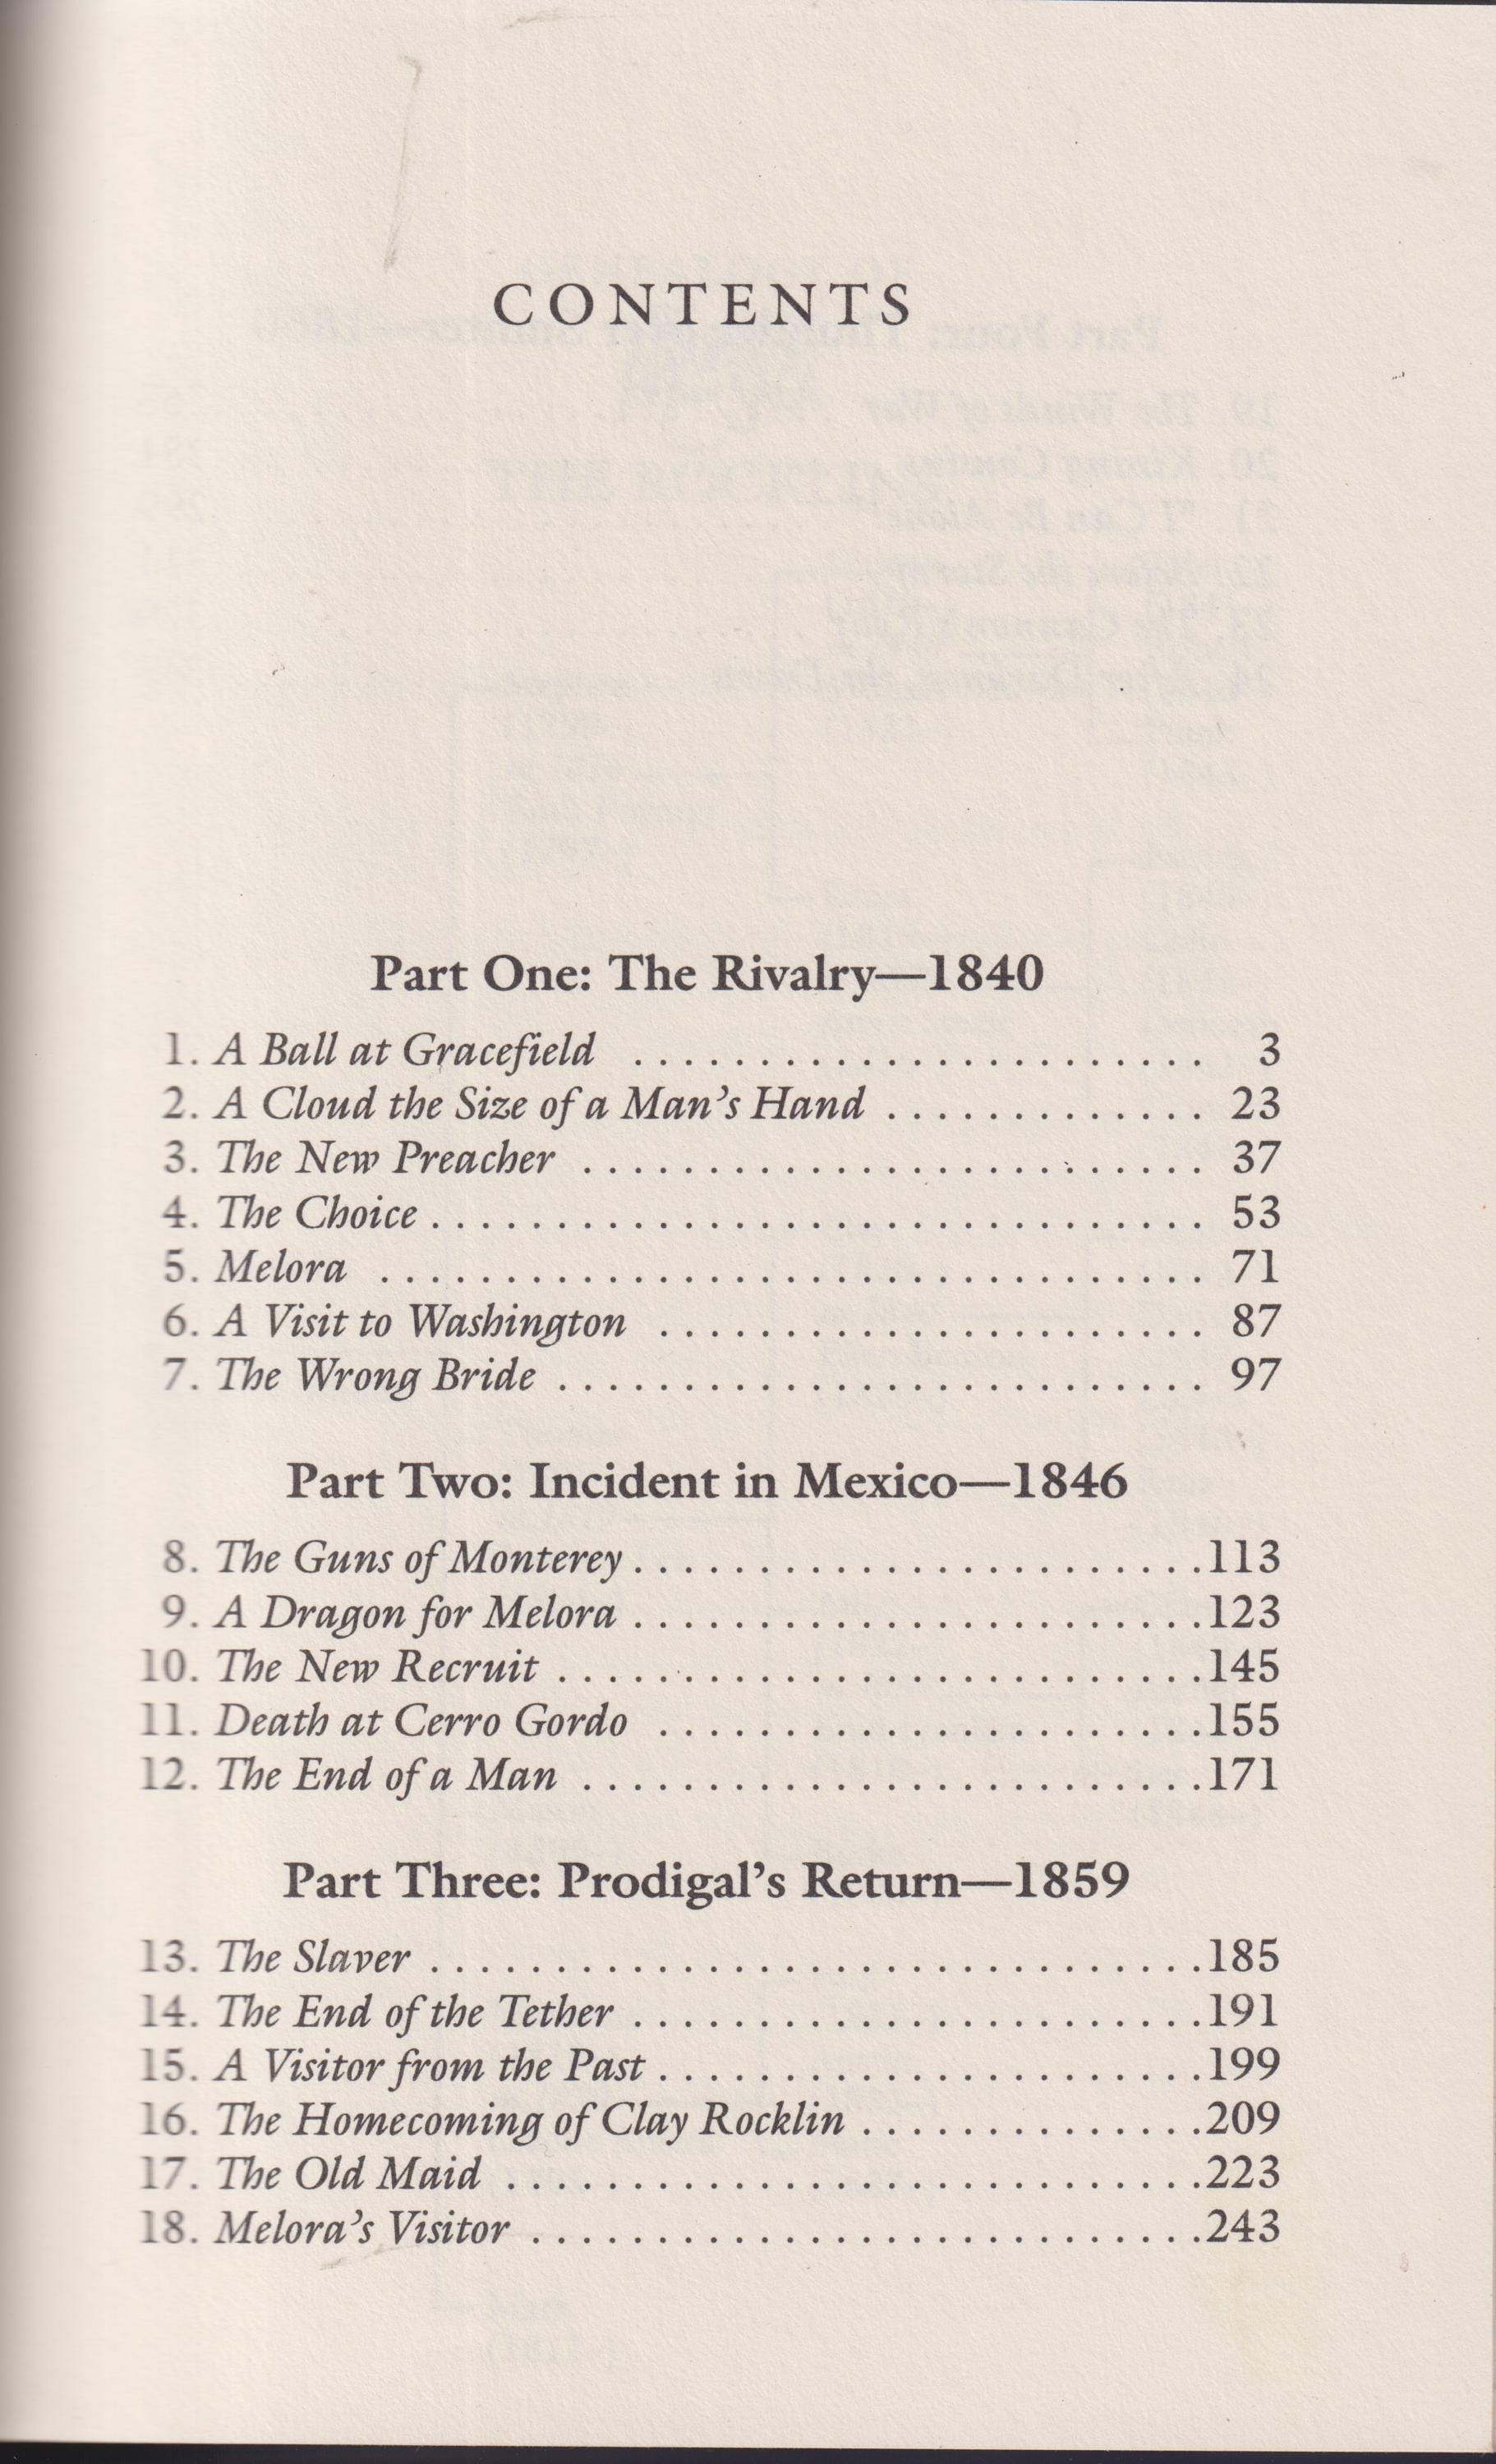 CONTENTS
Part One: The Rivalry—1840
1. A Ball at Gracefield ........................ 3
2. A Cloud the Size of a Man's Hand ............. 23
3. The New Preacher ......................... 37
4. The Choice ............................... 53
5. Melora ................................. 71
6. A Visit to Washington ...................... 87
7. The Wrong Bride .......................... 97
Part Two: Incident in Mexico—1846
8. The Guns of Monterey .......................113
9. A Dragon for Melora .......................123
10. The New Recruit ..........................145
11. Death at Cerro Gordo ......................155
12. The End of a Man .........................171
Part Three: Prodigal's Return—1859
13. The Slaver ...............................185
14. The End of the Tether .......................191
15. A Visitor from the Past ......................199
16. The Homecoming of Clay Rocklin ..............209
17. The Old Maid ............................223
18. Melora's Visitor ...........................243